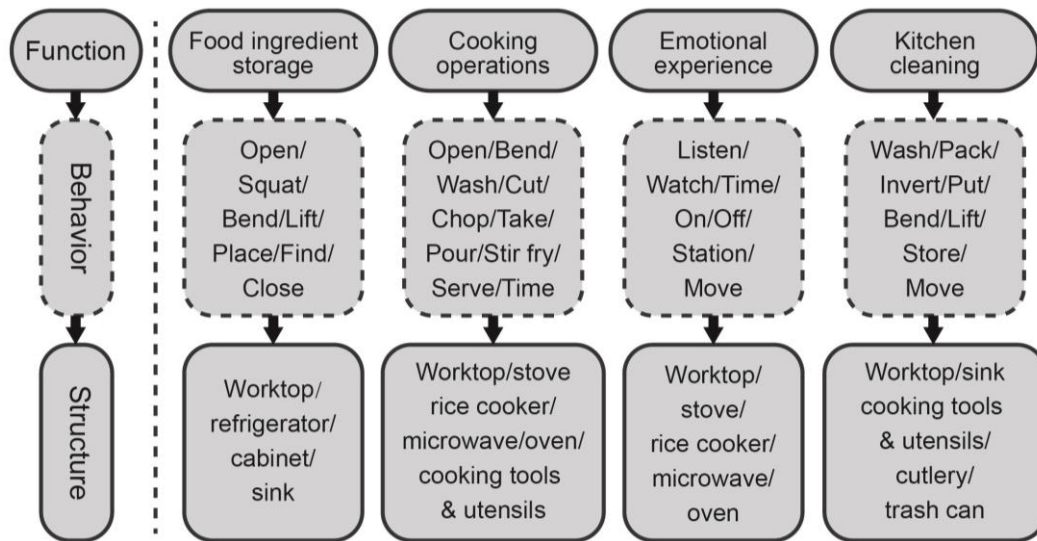 Function
Food ingredient
storage
Cooking
operations
Emotional
experience
Kitchen
cleaning
Behavior
Open/
Squat/
Bend/Lift/
Place/Find/
Close
Open/Bend/
Wash/Cut/
Chop/Take/
Pour/Stir fry/
Serve/Time
Listen/
Watch/Time/
On/Off/
Station/
Move
Wash/Pack/
Invert/Put/
Bend/Lift/
Store/
Move
Structure
Worktop/
refrigerator/
cabinet/
sink
Worktop/stove
rice cooker/
microwave/oven/
cooking tools
& utensils
Worktop/
stove/
rice cooker/
microwave/
oven
Worktop/sink
cooking tools
& utensils/
cutlery/
trash can